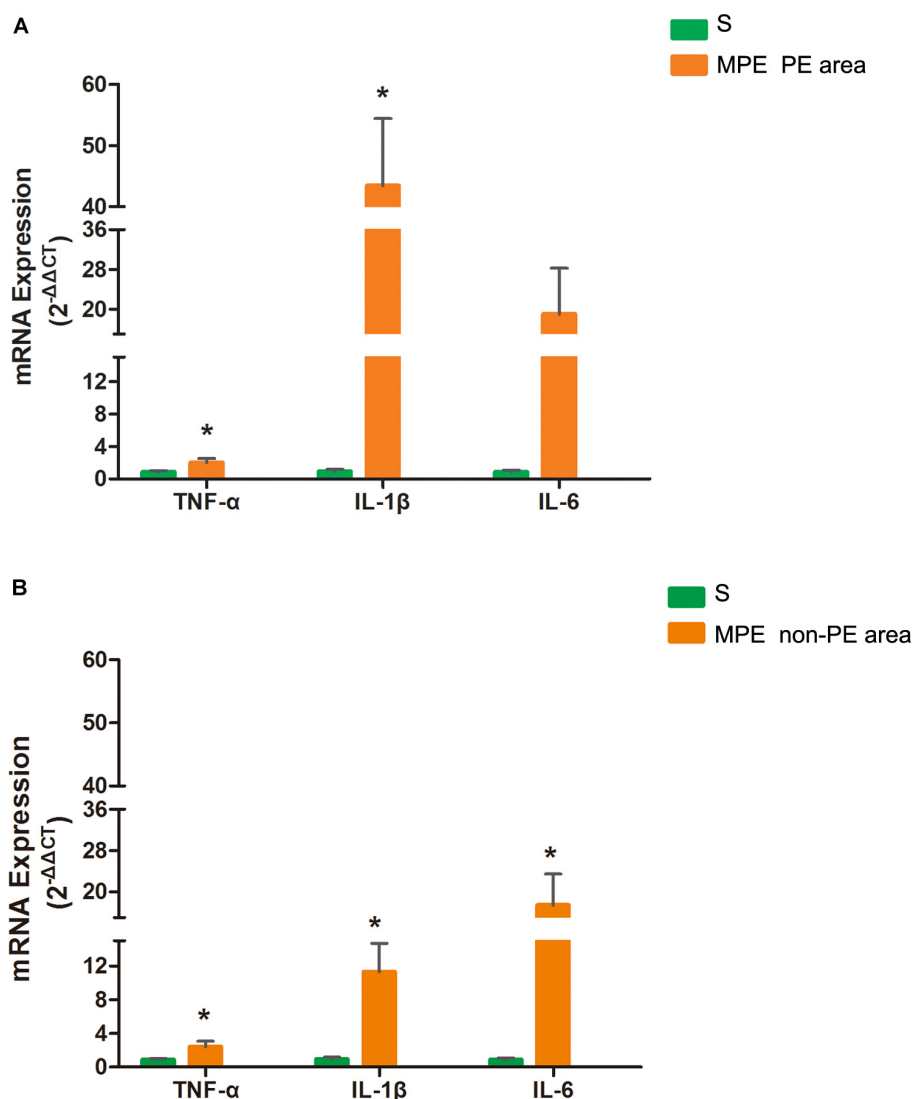 A
S
MPE PE area
mRNA Expression
(2-ΔΔCT)
60
50
40
36
28
20
12
8
4
0
*
*
TNF-α IL-1β IL-6
B
S
MPE non-PE area
mRNA Expression
(2-ΔΔCT)
60
50
40
36
28
20
12
8
4
0
*
*
*
TNF-α IL-1β IL-6